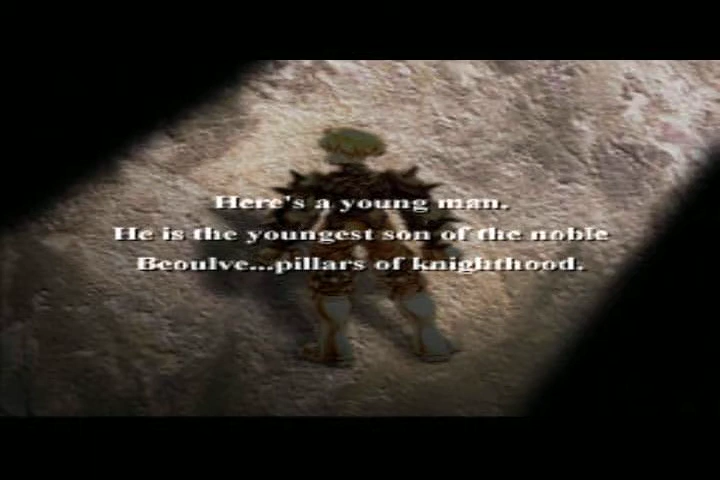 Here's a young man.
He is the youngest son of the noble
Beoulve...pillars of knighthood.